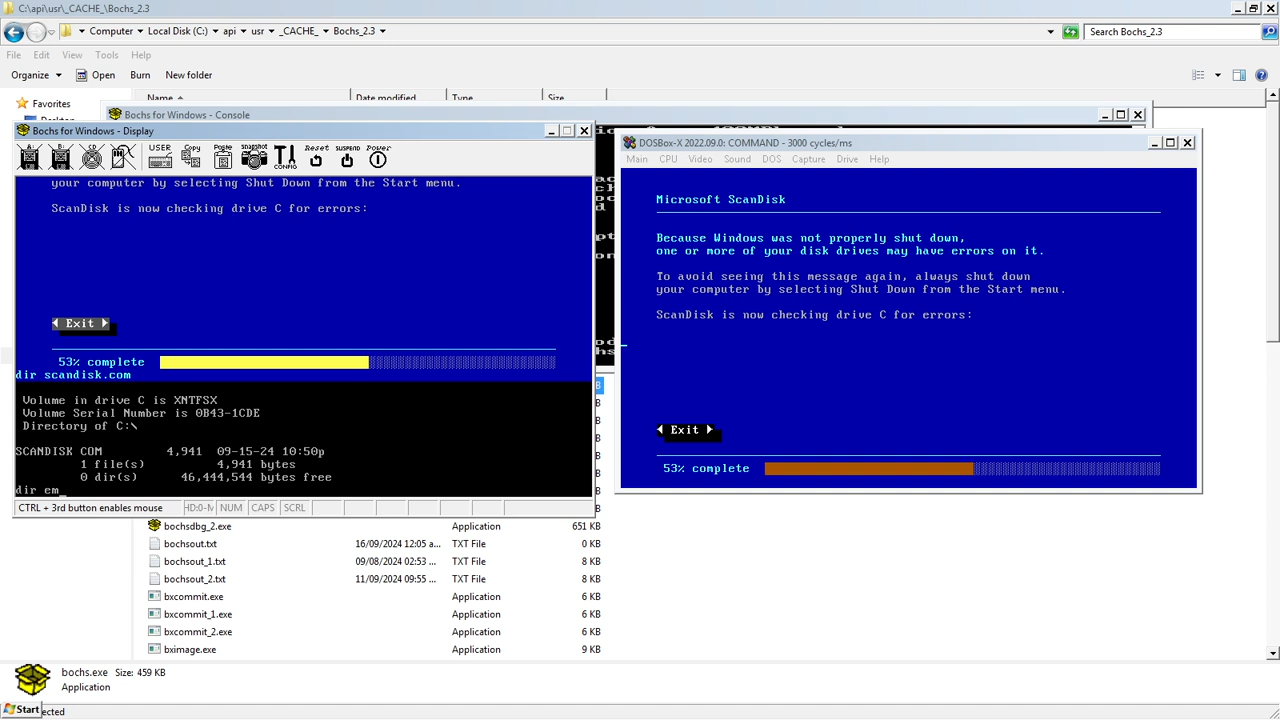 C:\api\usr\_CACHE_\Bochs_2.3
Computer Local Disk (C:) api usr _CACHE_ Bochs_2.3
Search Bochs_2.3
File Edit View Tools Help
Organize Open Burn New folder
Favorites
Name Date modified Type Size
Bochs for Windows - Console
Bochs for Windows - Display
USER Copy Paste SNAPSHOT CONFIG Reset SUSPEND Power
your computer by selecting Shut Down from the Start menu.
ScanDisk is now checking drive C for errors:
Exit
53% complete
dir scandisk.com
Volume in drive C is XNTFSX
Volume Serial Number is 0B43-1CDE
Directory of C:\
SCANDISK COM 4,941 09-15-24 10:50p
1 file(s) 4,941 bytes
0 dir(s) 46,444,544 bytes free
dir em_
CTRL + 3rd button enables mouse HD:0-M NUM CAPS SCRL
DOSBox-X 2022.09.0: COMMAND - 3000 cycles/ms
Main CPU Video Sound DOS Capture Drive Help
Microsoft ScanDisk
Because Windows was not properly shut down,
one or more of your disk drives may have errors on it.
To avoid seeing this message again, always shut down
your computer by selecting Shut Down from the Start menu.
ScanDisk is now checking drive C for errors:
Exit
53% complete
bochsdbg_2.exe Application 651 KB
bochsout.txt 16/09/2024 12:05 a... TXT File 0 KB
bochsout_1.txt 09/08/2024 02:53 ... TXT File 8 KB
bochsout_2.txt 11/09/2024 09:55 ... TXT File 8 KB
bxcommit.exe Application 6 KB
bxcommit_1.exe Application 6 KB
bxcommit_2.exe Application 6 KB
bximage.exe Application 9 KB
bochs.exe Size: 459 KB
Application
Start ected